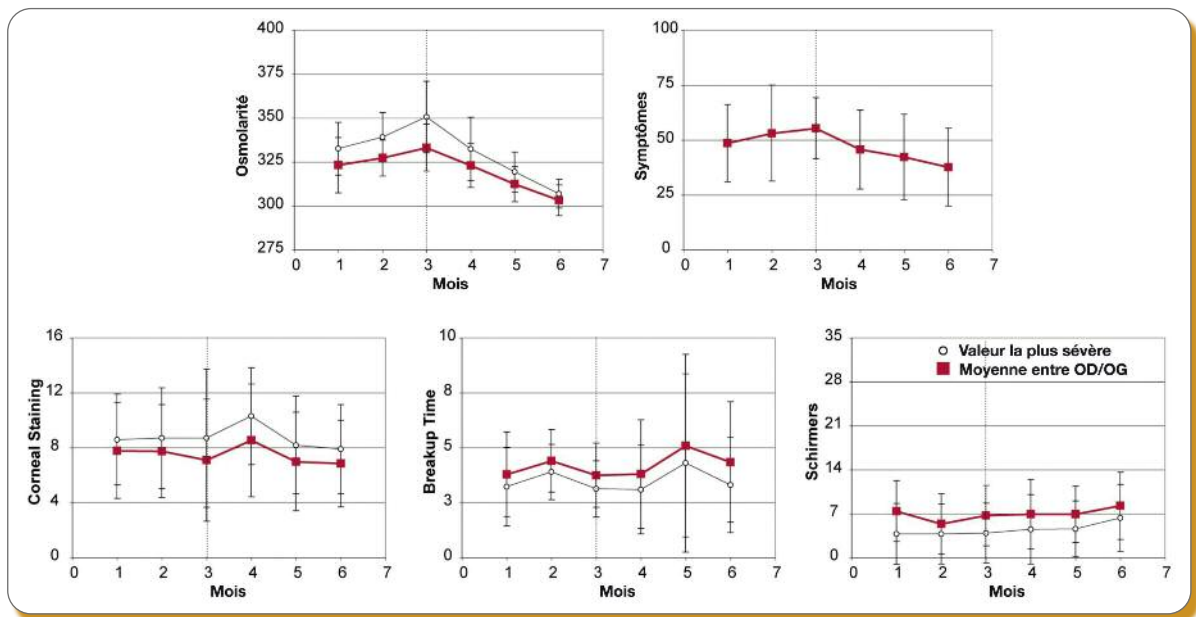 400
375
350
325
300
275
Osmolarité
0 1 2 3 4 5 6 7
Mois
100
75
50
25
0
Symptômes
0 1 2 3 4 5 6 7
Mois
16
12
8
4
0
Corneal Staining
0 1 2 3 4 5 6 7
Mois
10
8
5
3
0
Breakup Time
0 1 2 3 4 5 6 7
Mois
35
28
21
14
7
0
Schirmers
Valeur la plus sévère
Moyenne entre OD/OG
0 1 2 3 4 5 6 7
Mois